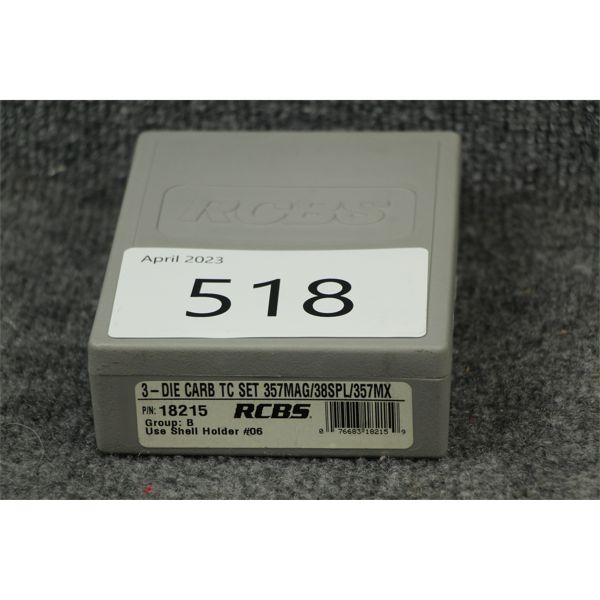 RCBS
April 2023
518
3-DIE CARB TC SET 357MAG/38SPL/357MX
P/N: 18215 RCBS®
Group: B
Use Shell Holder #06
0 76683 18215 9